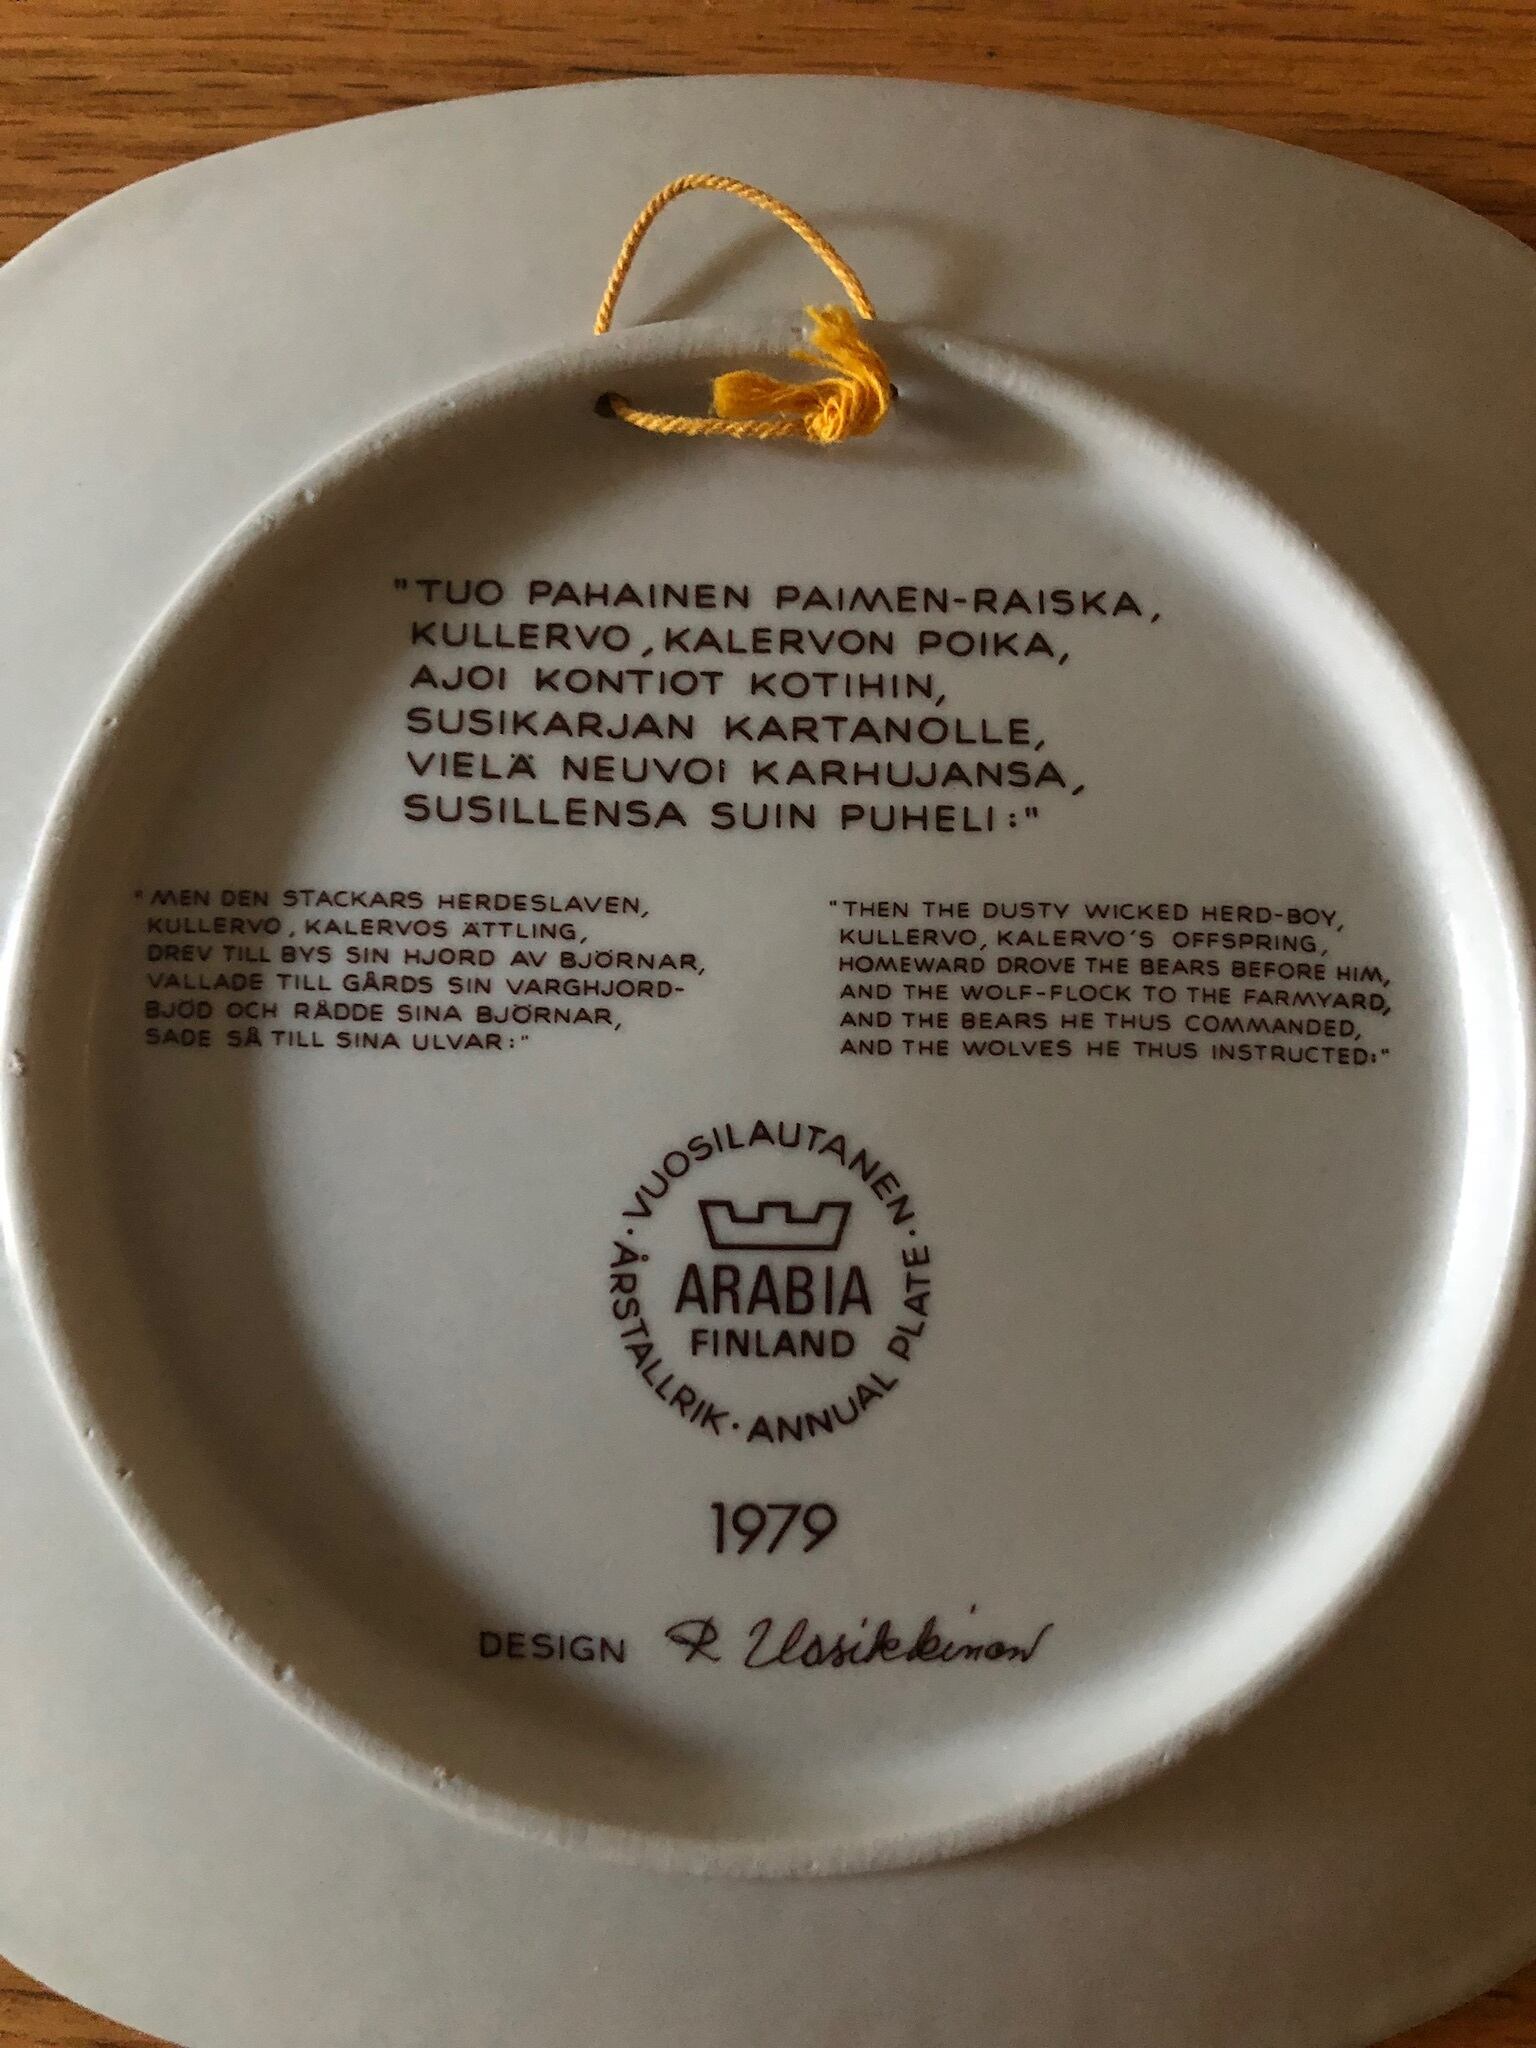 "TUO PAHAINEN PAIMEN-RAISKA,
KULLERVO, KALERVON POIKA,
AJOI KONTIOT KOTIHIN,
SUSIKARJAN KARTANOLLE,
VIELÄ NEUVOI KARHUJANSA,
SUSILLENSA SUIN PUHELI:"
"MEN DEN STACKARS HERDESLAVEN,
KULLERVO, KALERVOS ÄTTLING,
DREV TILL BYS SIN HJORD AV BJÖRNAR,
VALLADE TILL GÅRDS SIN VARGHJORD-
BJÖD OCH RÅDDE SINA BJÖRNAR,
SADE SÅ TILL SINA ULVAR:"
"THEN THE DUSTY WICKED HERD-BOY,
KULLERVO, KALERVO'S OFFSPRING,
HOMEWARD DROVE THE BEARS BEFORE HIM,
AND THE WOLF-FLOCK TO THE FARMYARD,
AND THE BEARS HE THUS COMMANDED,
AND THE WOLVES HE THUS INSTRUCTED:"
· VUOSILAUTANEN · ANNUAL PLATE · ÅRSTALLRIK
ARABIA
FINLAND
1979
DESIGN R Uosikkinen